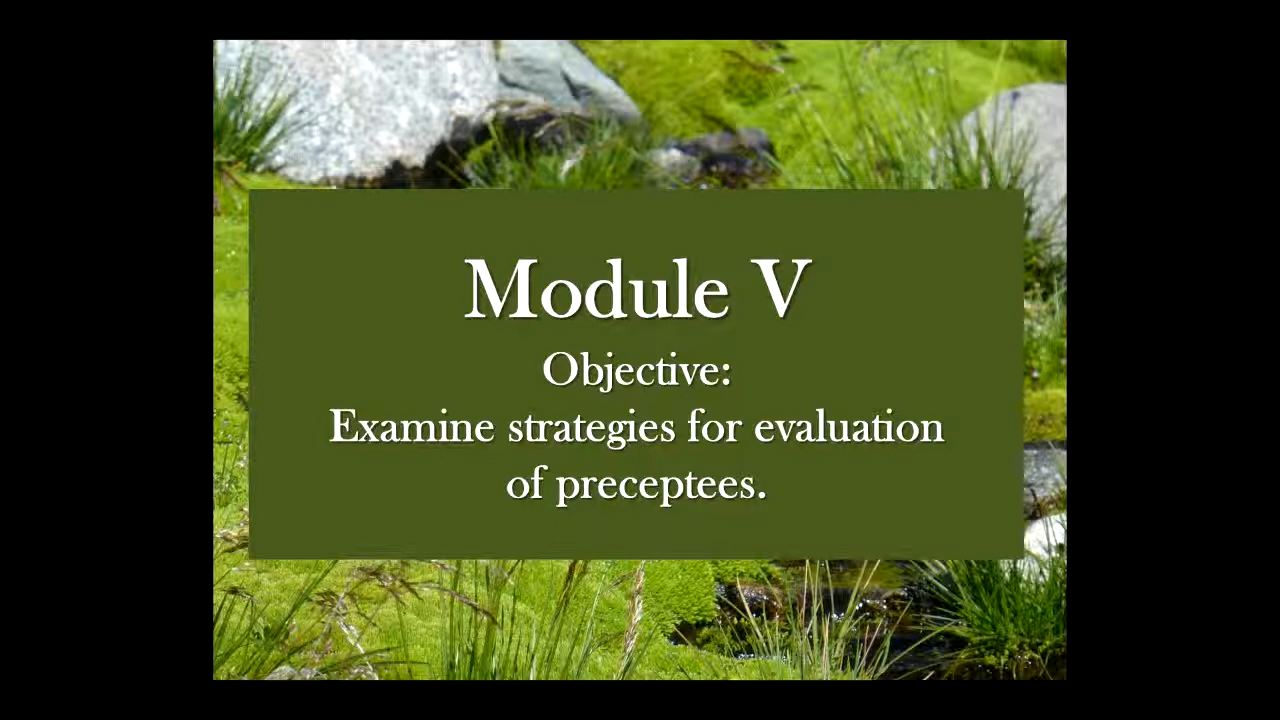 Module V
Objective:
Examine strategies for evaluation
of preceptees.